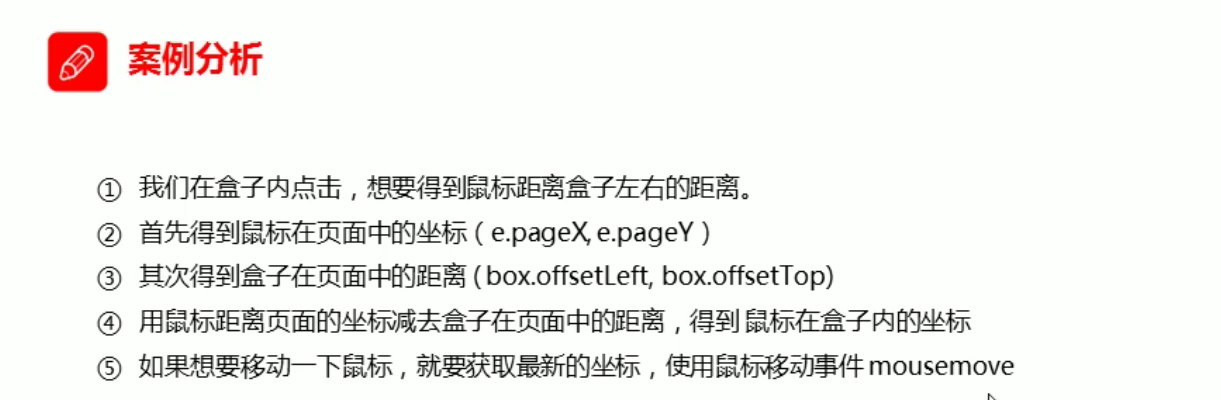 案例分析
① 我们在盒子内点击，想要得到鼠标距离盒子左右的距离。
② 首先得到鼠标在页面中的坐标（e.pageX, e.pageY）
③ 其次得到盒子在页面中的距离 (box.offsetLeft, box.offsetTop)
④ 用鼠标距离页面的坐标减去盒子在页面中的距离，得到 鼠标在盒子内的坐标
⑤ 如果想要移动一下鼠标，就要获取最新的坐标，使用鼠标移动事件 mousemove